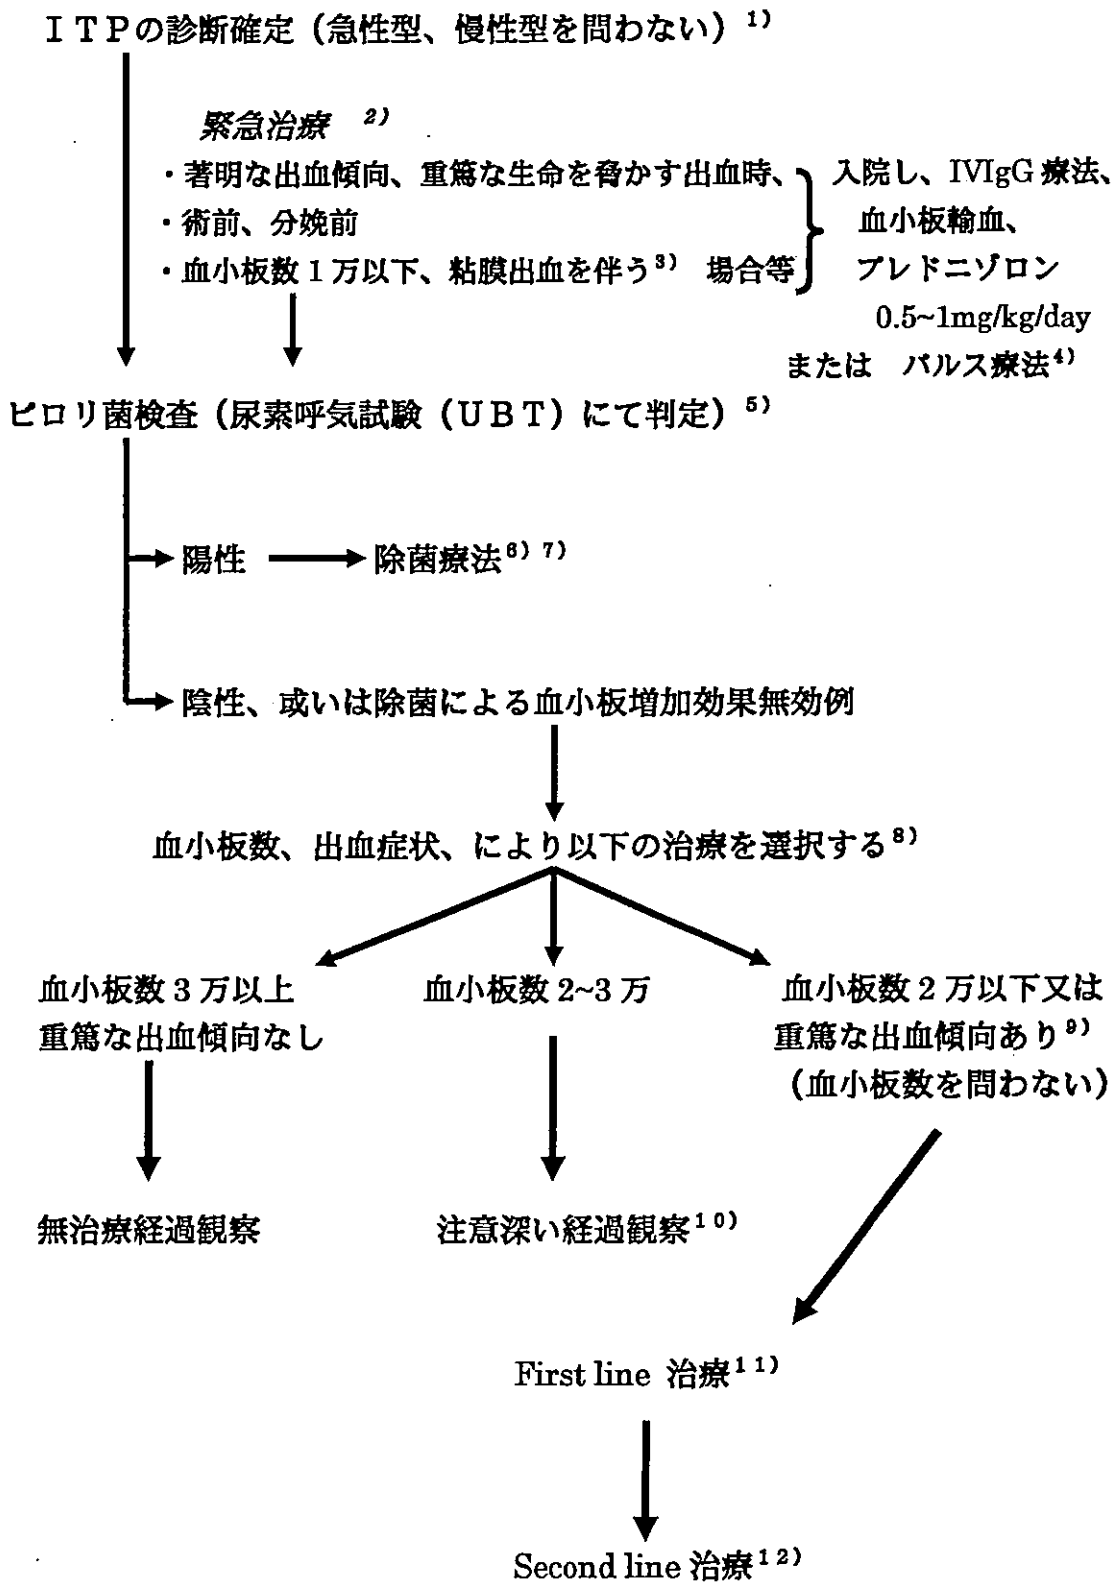 ＩＴＰの診断確定（急性型、慢性型を問わない）１）
緊急治療　２）
・著明な出血傾向、重篤な生命を脅かす出血時、
・術前、分娩前
・血小板数１万以下、粘膜出血を伴う３）　場合等
入院し、IVIgG 療法、
血小板輸血、
プレドニゾロン
0.5~1mg/kg/day
または　パルス療法４）
ピロリ菌検査（尿素呼気試験（ＵＢＴ）にて判定）５）
陽性　除菌療法６）７）
陰性、或いは除菌による血小板増加効果無効例
血小板数、出血症状、により以下の治療を選択する８）
血小板数 3 万以上
重篤な出血傾向なし
血小板数 2~3 万
血小板数 2 万以下又は
重篤な出血傾向あり９）
（血小板数を問わない）
無治療経過観察
注意深い経過観察１０）
First line 治療１１）
Second line 治療１２）